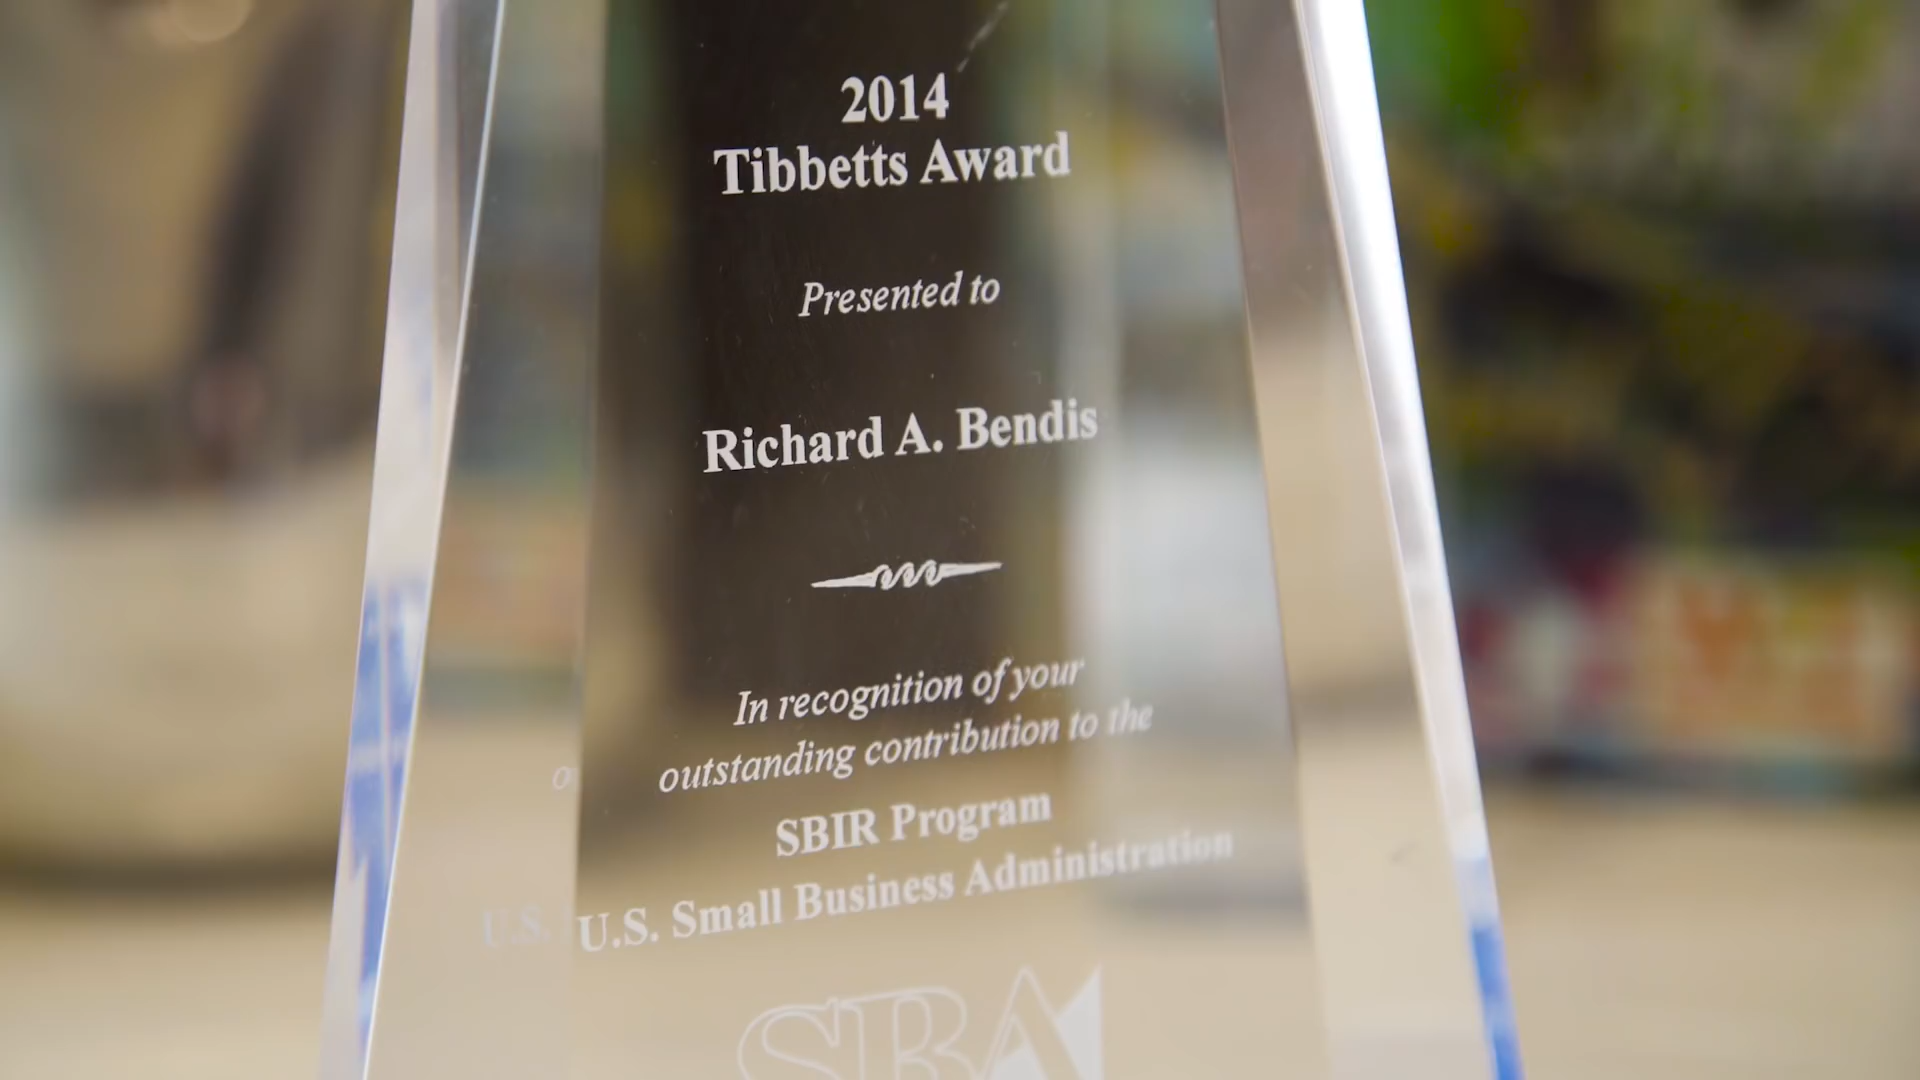 2014
Tibbetts Award
Presented to
Richard A. Bendis
In recognition of your
outstanding contribution to the
SBIR Program
U.S. Small Business Administration
SBA